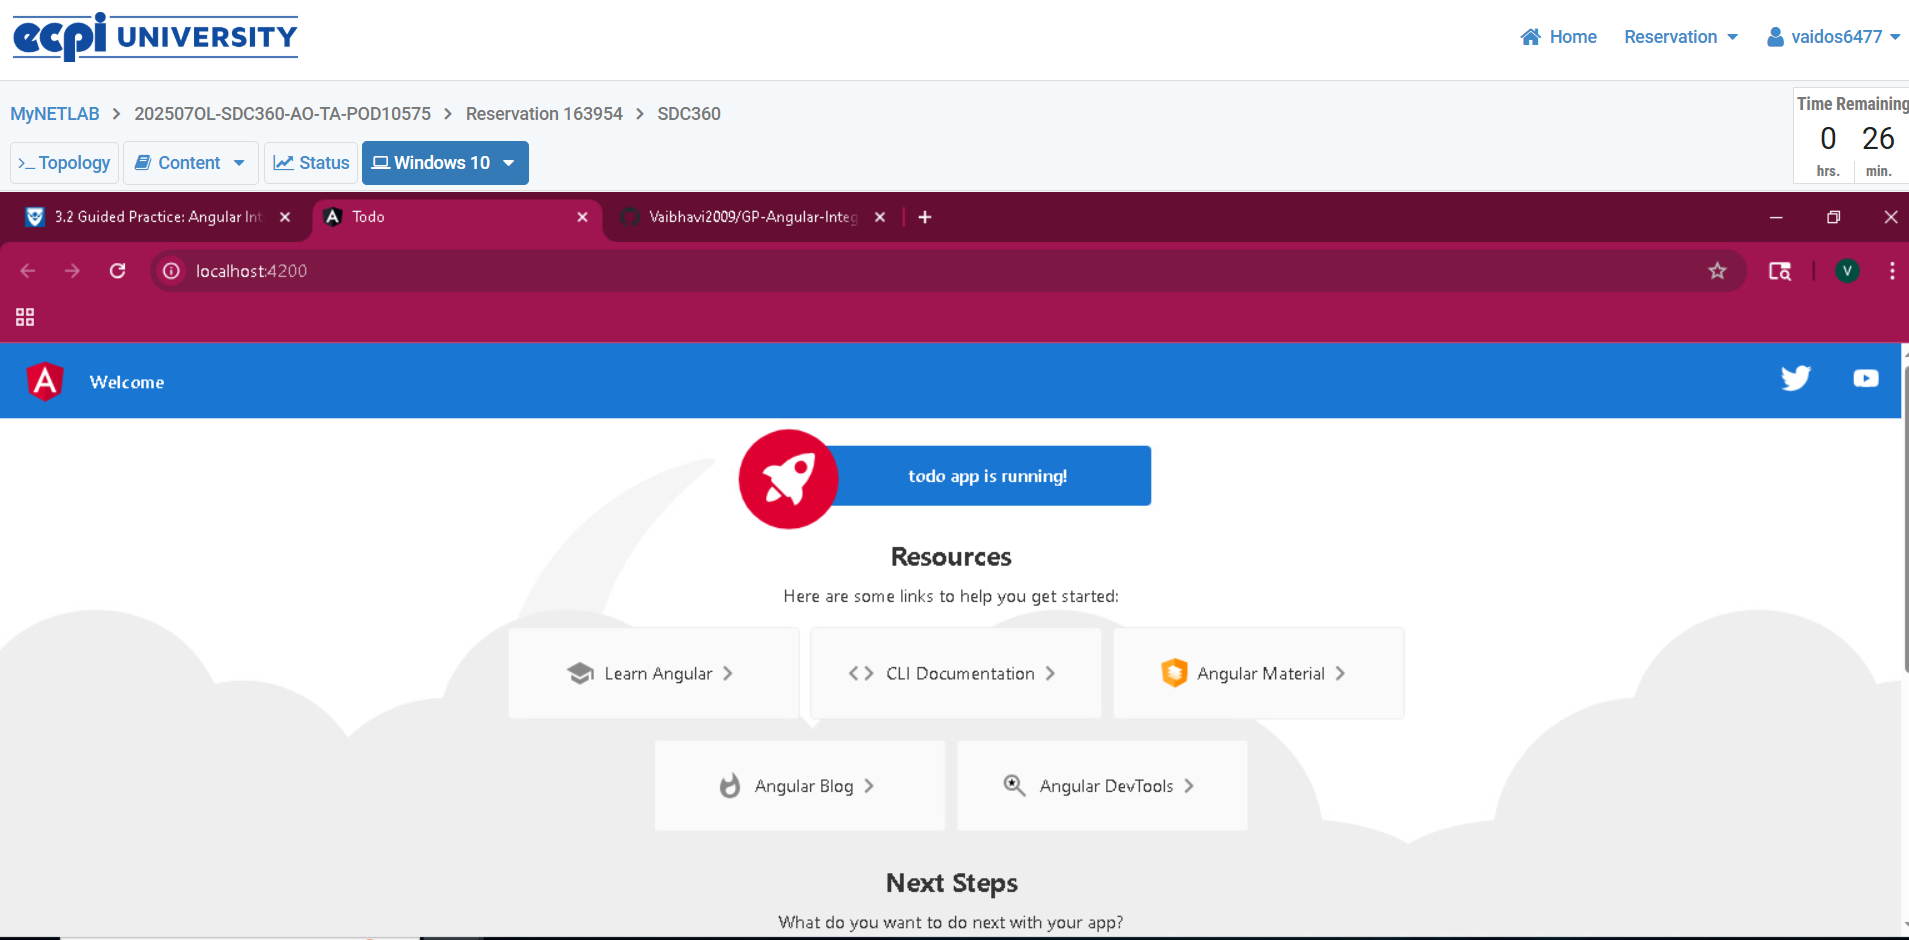 ecpi UNIVERSITY
Home Reservation vaidos6477
MyNETLAB > 202507OL-SDC360-AO-TA-POD10575 > Reservation 163954 > SDC360
Time Remaining
0 26
hrs. min.
>_ Topology Content Status Windows 10
3.2 Guided Practice: Angular Int Todo Vaibhavi2009/GP-Angular-Integ
localhost:4200
V
A Welcome
todo app is running!
Resources
Here are some links to help you get started:
Learn Angular CLI Documentation Angular Material
Angular Blog Angular DevTools
Next Steps
What do you want to do next with your app?